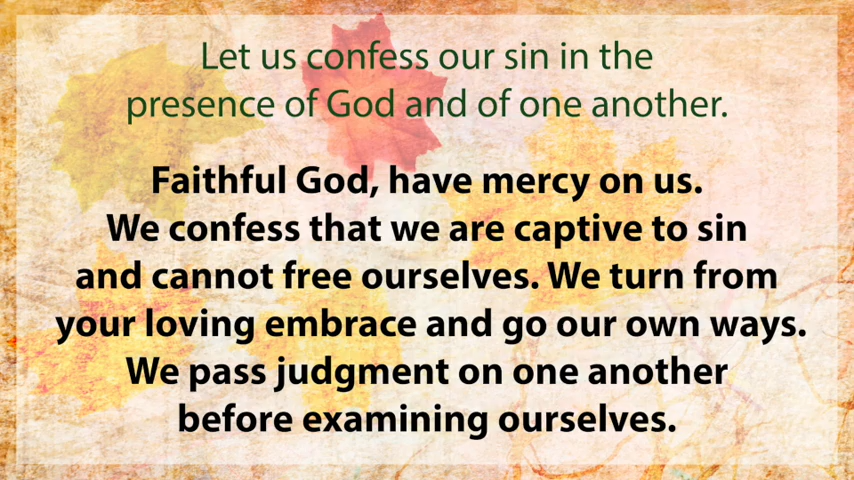 Let us confess our sin in the
presence of God and of one another.
Faithful God, have mercy on us.
We confess that we are captive to sin
and cannot free ourselves. We turn from
your loving embrace and go our own ways.
We pass judgment on one another
before examining ourselves.